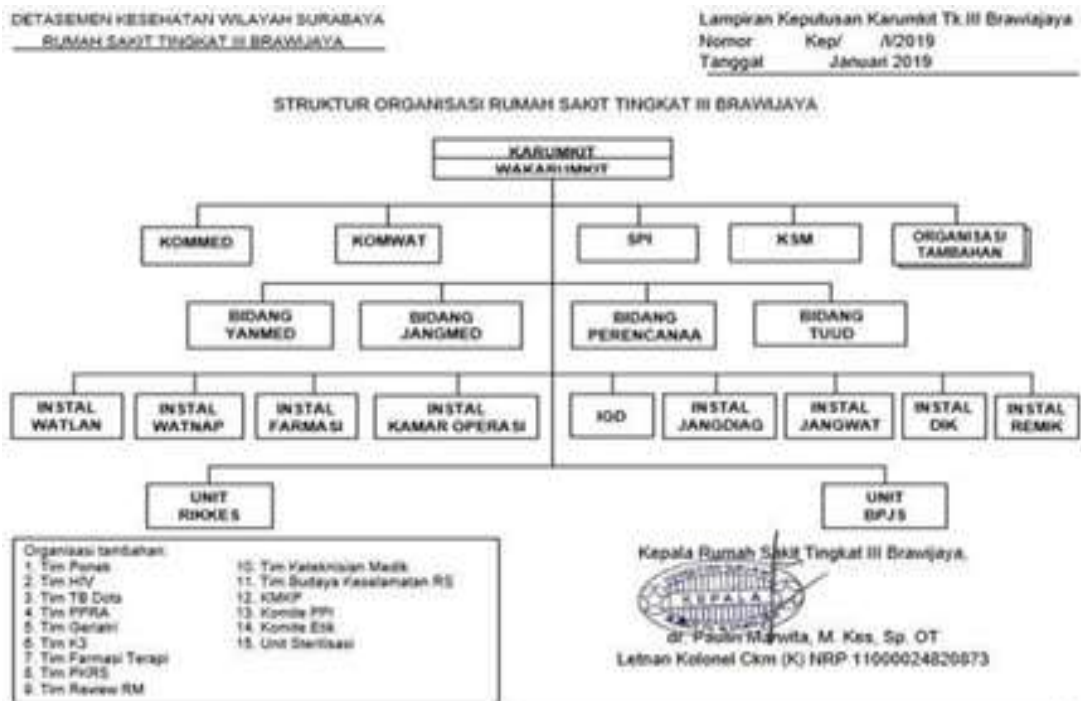 DETASEMEN KESEHATAN WILAYAH SURABAYA
RUMAH SAKIT TINGKAT III BRAWIJAYA
Lampiran Keputusan Karumkit Tk III Brawijaya
Nomor Kep/ /I/2019
Tanggal Januari 2019
STRUKTUR ORGANISASI RUMAH SAKIT TINGKAT III BRAWIJAYA
KARUMKIT
WAKARUMKIT
KOMMED
KOMWAT
SPI
KSM
ORGANISASI
TAMBAHAN
BIDANG
YANMED
BIDANG
JANGMED
BIDANG
PERENCANAA
BIDANG
TUUD
INSTAL
WATLAN
INSTAL
WATNAP
INSTAL
FARMASI
INSTAL
KAMAR OPERASI
IGD
INSTAL
JANGDIAG
INSTAL
JANGWAT
INSTAL
DIK
INSTAL
REMIK
UNIT
RIKKES
UNIT
BPJS
Organisasi tambahan:
1. Tim Ponek
2. Tim HIV
3. Tim TB Dots
4. Tim PPRA
5. Tim Geriatri
6. Tim K3
7. Tim Farmasi Terapi
8. Tim PKRS
9. Tim Review RM
10. Tim Keteknisian Medik
11. Tim Budaya Keselamatan RS
12. KMKP
13. Komite PPI
14. Komite Etik
15. Unit Sterilisasi
Kepala Rumah Sakit Tingkat III Brawijaya,
KEPALA
dr. Paulin Marwita, M. Kes, Sp. OT
Letnan Kolonel Ckm (K) NRP 11000024820873